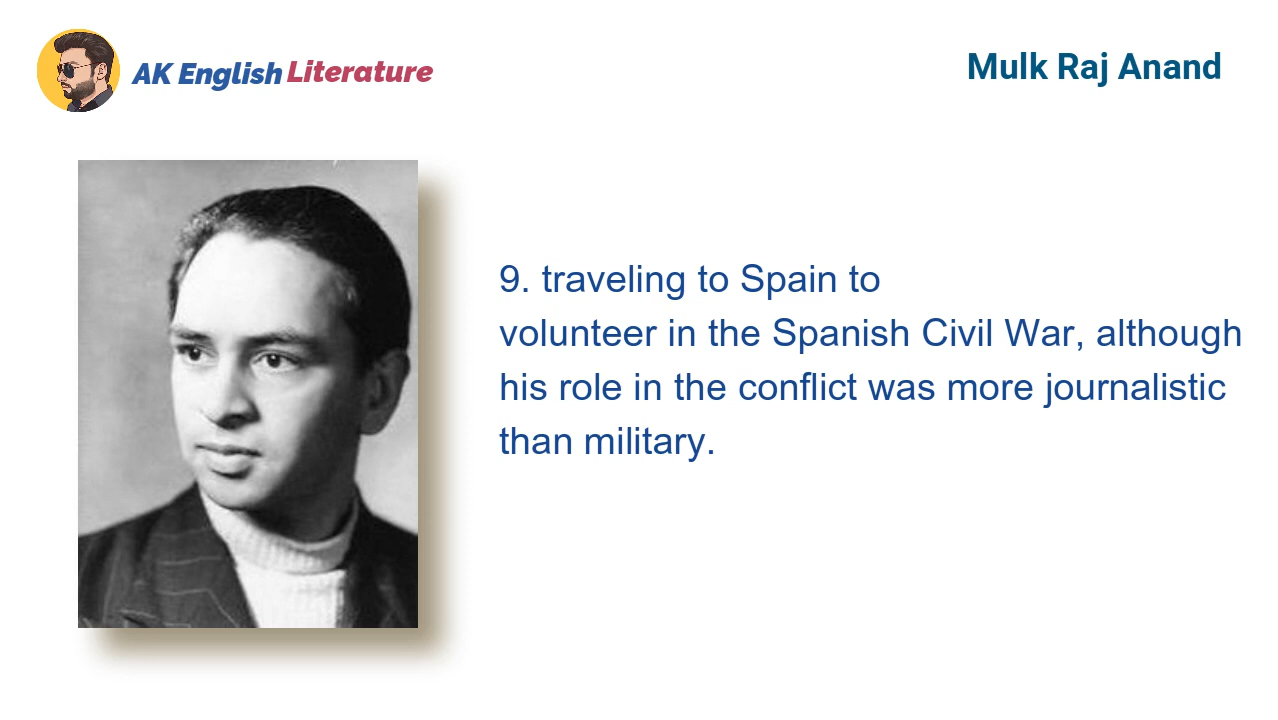 AK English Literature
Mulk Raj Anand
9. traveling to Spain to
volunteer in the Spanish Civil War, although
his role in the conflict was more journalistic
than military.